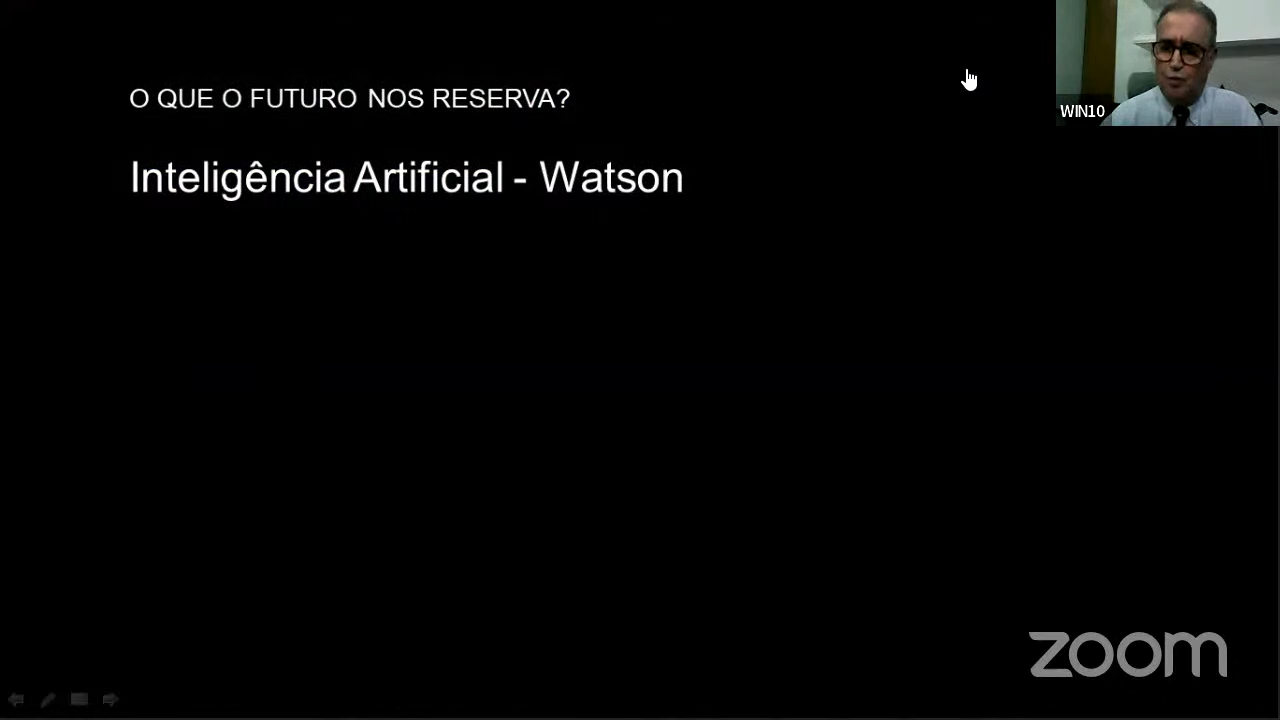 O QUE O FUTURO NOS RESERVA?
Inteligência Artificial - Watson
WIN10
zoom